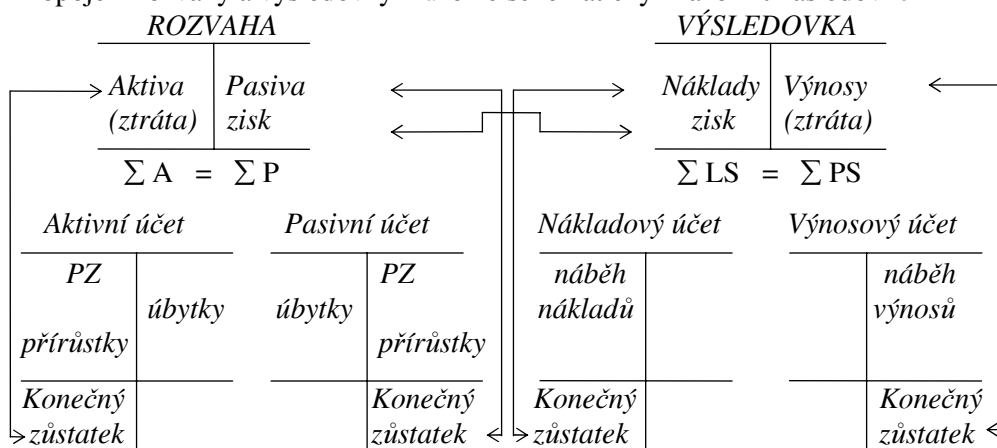 ROZVAHA VÝSLEDOVKA
Aktiva Pasiva Náklady Výnosy
(ztráta) zisk zisk (ztráta)
∑ A = ∑ P ∑ LS = ∑ PS
Aktivní účet Pasivní účet Nákladový účet Výnosový účet
PZ PZ náběh náběh
úbytky úbytky nákladů výnosů
přírůstky přírůstky
Konečný Konečný Konečný Konečný
zůstatek zůstatek zůstatek zůstatek